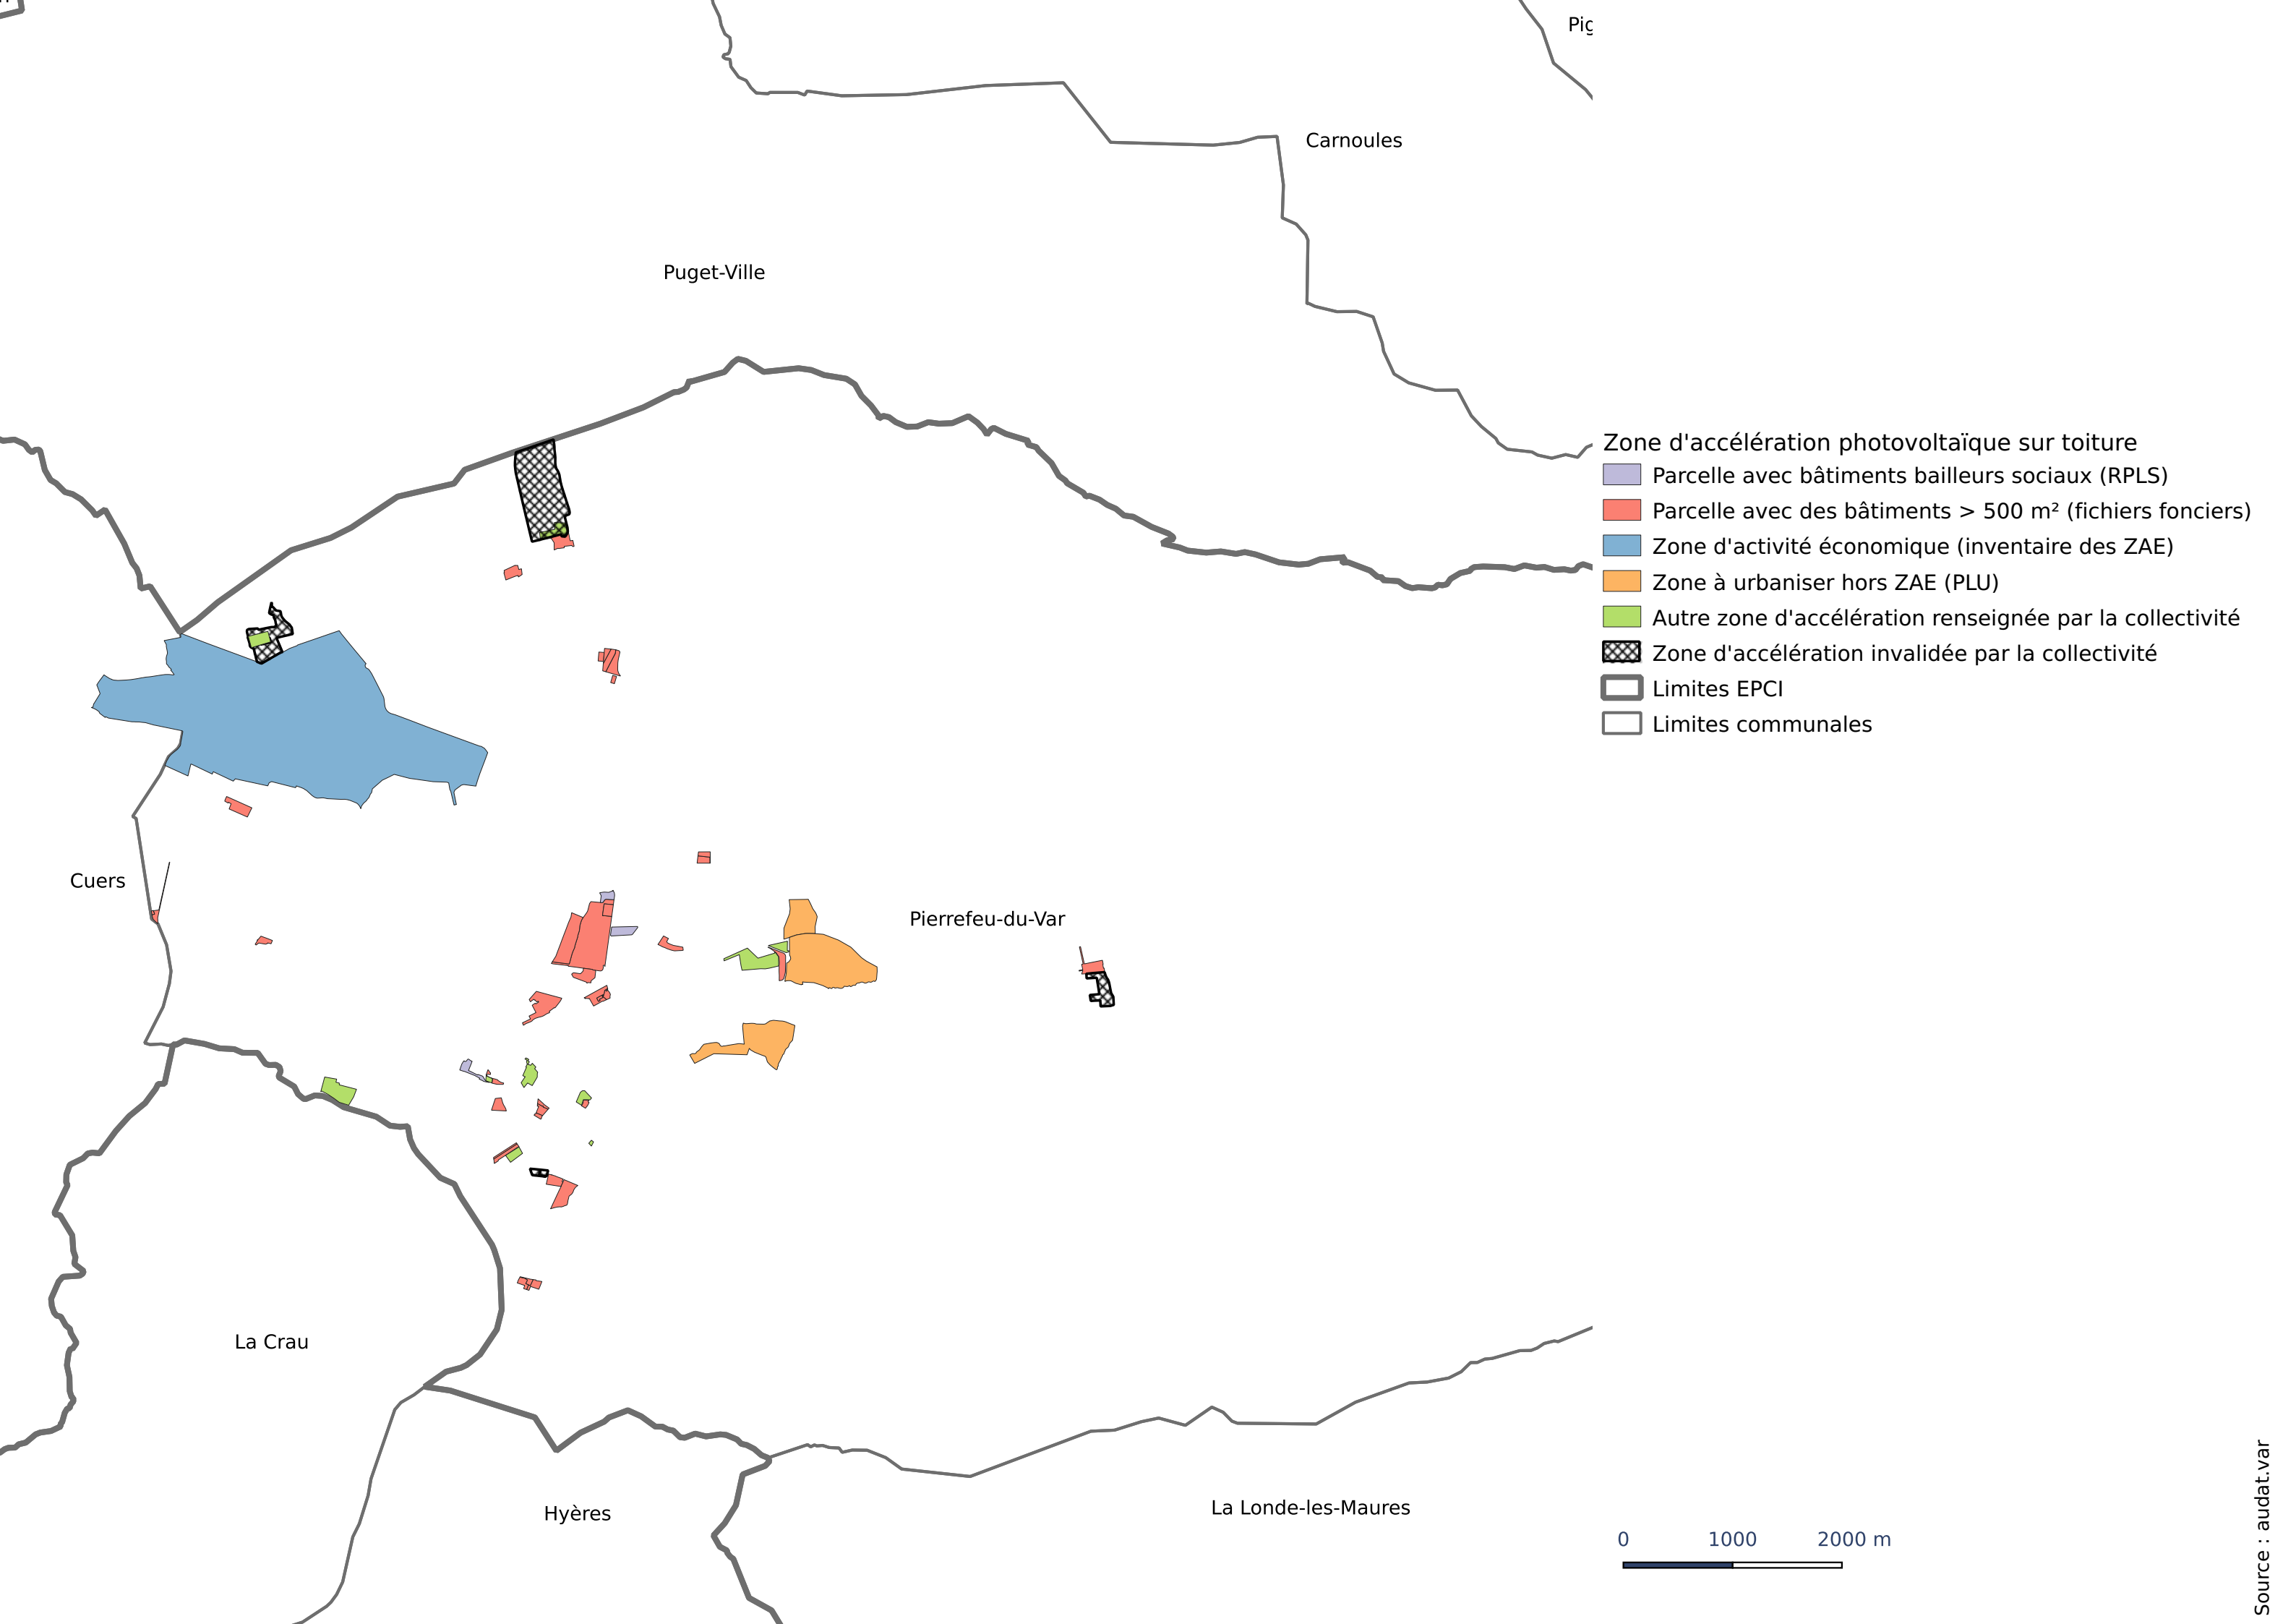 Pig
Carnoules
Puget-Ville
Cuers
Pierrefeu-du-Var
La Crau
Hyères
La Londe-les-Maures
Zone d'accélération photovoltaïque sur toiture
Parcelle avec bâtiments bailleurs sociaux (RPLS)
Parcelle avec des bâtiments > 500 m² (fichiers fonciers)
Zone d'activité économique (inventaire des ZAE)
Zone à urbaniser hors ZAE (PLU)
Autre zone d'accélération renseignée par la collectivité
Zone d'accélération invalidée par la collectivité
Limites EPCI
Limites communales
0 1000 2000 m
Source : audat.var